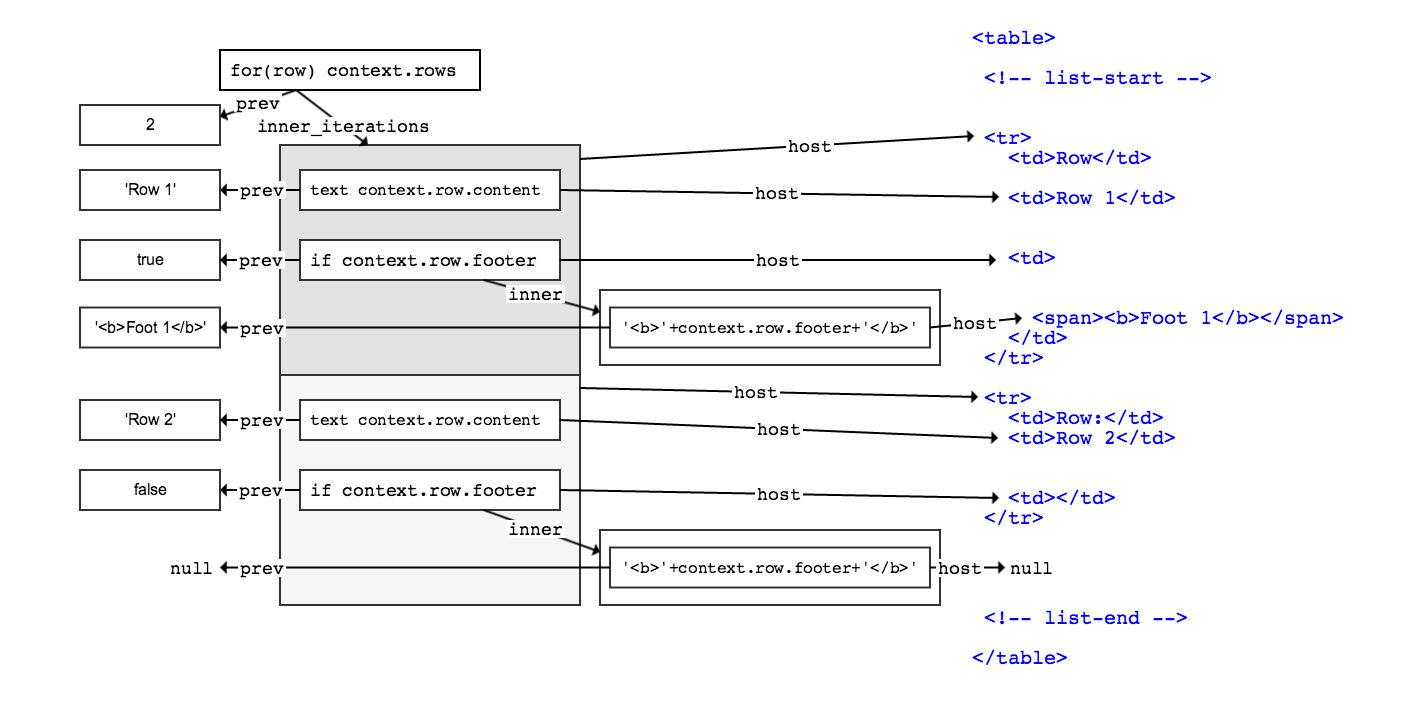 <table>
for(row) context.rows
<!-- list-start -->
prev
2
inner_iterations
host
<tr>
<td>Row</td>
'Row 1'
prev
text context.row.content
host
<td>Row 1</td>
true
prev
if context.row.footer
host
<td>
inner
'<b>Foot 1</b>'
prev
'<b>'+context.row.footer+'</b>'
host
<span><b>Foot 1</b></span>
</td>
</tr>
host
<tr>
<td>Row:</td>
'Row 2'
prev
text context.row.content
host
<td>Row 2</td>
false
prev
if context.row.footer
host
<td></td>
</tr>
inner
null
prev
'<b>'+context.row.footer+'</b>'
host
null
<!-- list-end -->
</table>